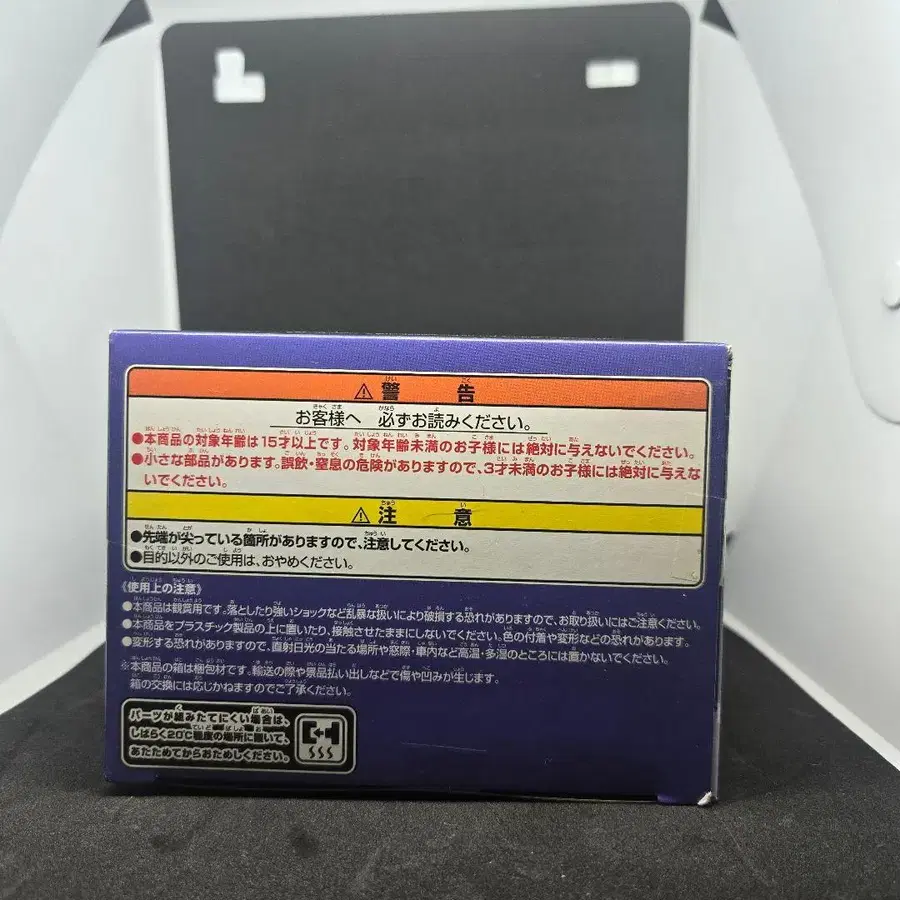 ⚠警告
お客様へ 必ずお読みください。
●本商品の対象年齢は15才以上です。対象年齢未満のお子様には絶対に与えないでください。
●小さな部品があります。誤飲・窒息の危険がありますので、3才未満のお子様には絶対に与えな
いでください。
⚠注意
●先端が尖っている箇所がありますので、注意してください。
●目的以外のご使用は、おやめください。
《使用上の注意》
●本商品は観賞用です。落としたり強いショックなど乱暴な扱いにより破損する恐れがありますので、お取り扱いにはご注意ください。
●本商品をプラスチック製品の上に置いたり、接触させたままにしないでください。色の付着や変形などの恐れがあります。
●変形する恐れがありますので、直射日光の当たる場所や窓際・車内など高温・多湿のところには置かないでください。
※本商品の箱は梱包材です。輸送の際や景品払い出しなどで傷や凹みが生じます。
箱の交換には応じかねますのでご了承ください。
パーツが組みたてにくい場合は、
しばらく20℃程度の場所に置いて、
あたためてからおためしください。